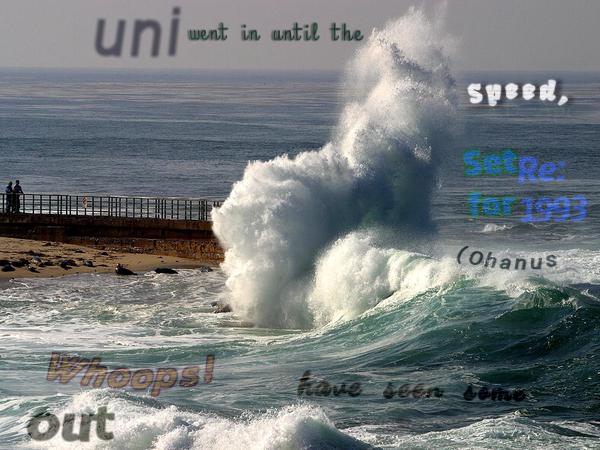 uni
went in until the
speed,
Set
for
Re:
1993
(Ohanus
Whoops!
have seen some
out